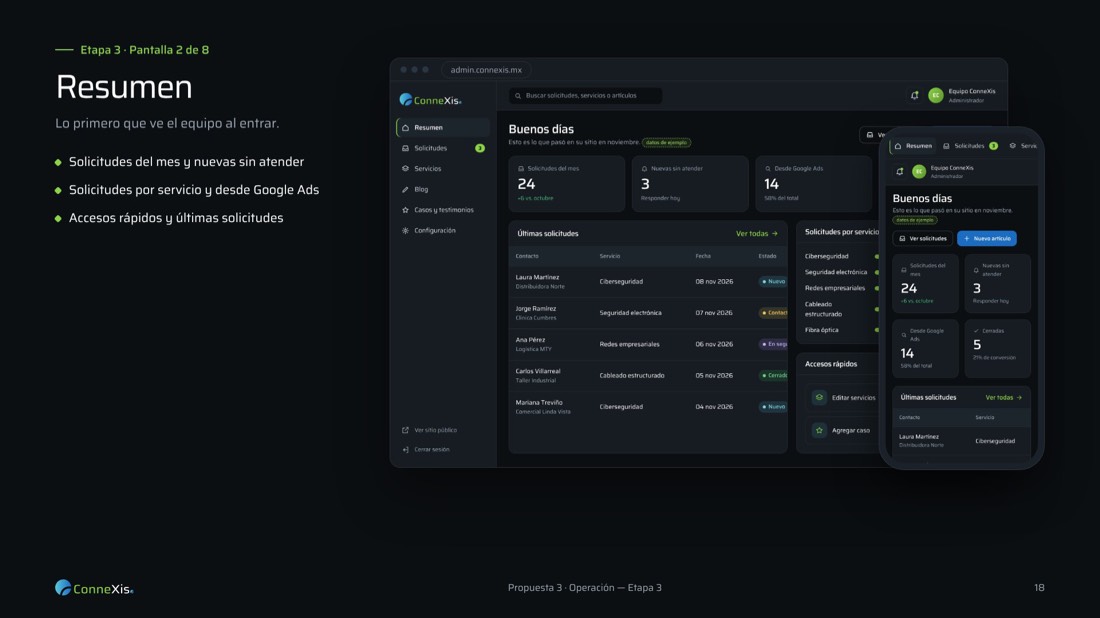 Etapa 3 · Pantalla 2 de 8
Resumen
Lo primero que ve el equipo al entrar.
Solicitudes del mes y nuevas sin atender
Solicitudes por servicio y desde Google Ads
Accesos rápidos y últimas solicitudes
admin.connexis.mx
ConneXis
Buscar solicitudes, servicios o artículos
EC
Equipo ConneXis
Administrador
Resumen
Solicitudes
3
Servicios
Blog
Casos y testimonios
Configuración
Ver sitio público
Cerrar sesión
Buenos días
Esto es lo que pasó en su sitio en noviembre. datos de ejemplo
Solicitudes del mes
24
+6 vs. octubre
Nuevas sin atender
3
Responder hoy
Desde Google Ads
14
58% del total
Últimas solicitudes
Ver todas →
Contacto Servicio Fecha Estado
Laura Martínez
Distribuidora Norte
Ciberseguridad
08 nov 2026
Nuevo
Jorge Ramírez
Clínica Cumbres
Seguridad electrónica
07 nov 2026
Contac
Ana Pérez
Logística MTY
Redes empresariales
06 nov 2026
En segu
Carlos Villarreal
Taller Industrial
Cableado estructurado
05 nov 2026
Cerrado
Mariana Treviño
Comercial Linda Vista
Ciberseguridad
04 nov 2026
Nuevo
Solicitudes por servicio
Ciberseguridad
Seguridad electrónica
Redes empresariales
Cableado
estructurado
Fibra óptica
Accesos rápidos
Editar servicios
Agregar caso
Resumen
Solicitudes
3
Servi
EC
Equipo ConneXis
Administrador
Buenos días
Esto es lo que pasó en su sitio en noviembre.
datos de ejemplo
Ver solicitudes
+ Nuevo artículo
Solicitudes del
mes
24
+6 vs. octubre
Nuevas sin
atender
3
Responder hoy
Desde Google
Ads
14
58% del total
Cerradas
5
21% de conversión
Últimas solicitudes
Ver todas →
Contacto Servicio
Laura Martínez
Distribuidora Norte
Ciberseguridad
ConneXis
Propuesta 3 · Operación — Etapa 3
18